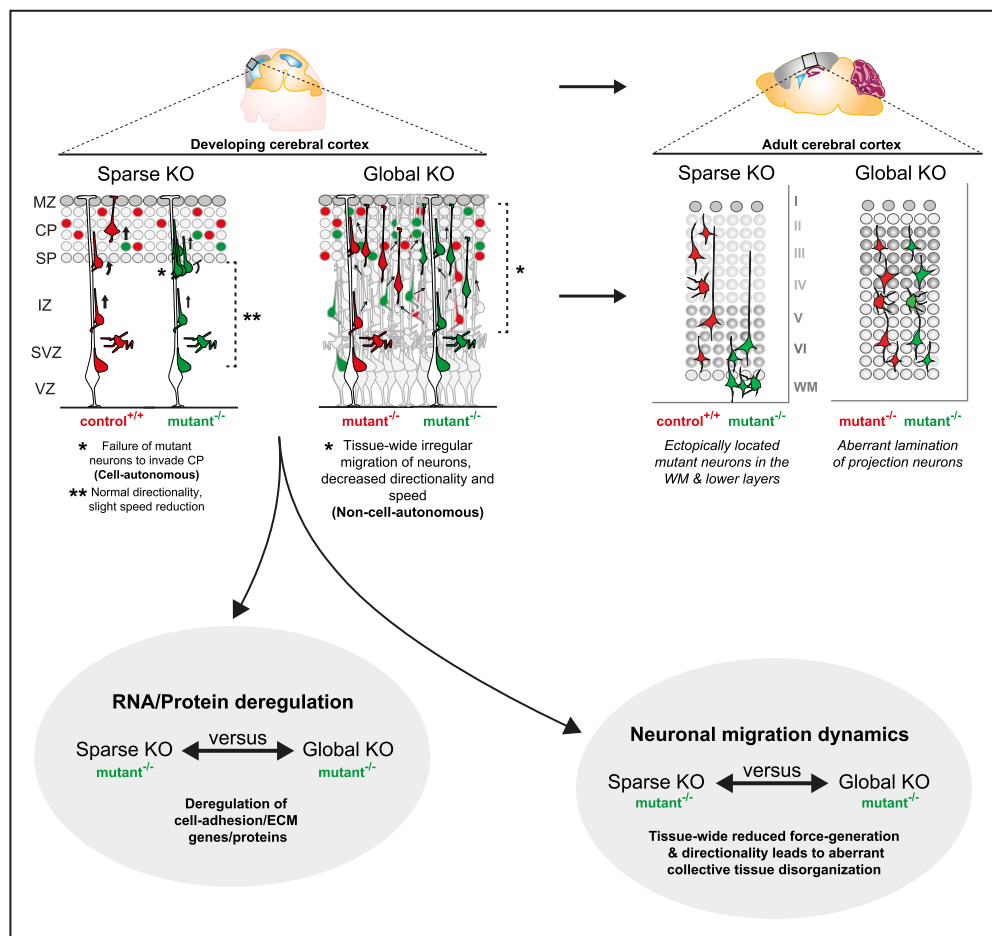 Developing cerebral cortex
Adult cerebral cortex
Sparse KO
Global KO
MZ
CP
SP
IZ
SVZ
VZ
*
**
*
control+/+
mutant-/-
mutant-/-
mutant-/-
* Failure of mutant
neurons to invade CP
(Cell-autonomous)
** Normal directionality,
slight speed reduction
* Tissue-wide irregular
migration of neurons,
decreased directionality and
speed
(Non-cell-autonomous)
Sparse KO
Global KO
I
II
III
IV
V
VI
WM
control+/+
mutant-/-
mutant-/-
mutant-/-
Ectopically located
mutant neurons in the
WM & lower layers
Aberrant lamination
of projection neurons
RNA/Protein deregulation
Sparse KO versus Global KO
mutant-/- mutant-/-
Deregulation of
cell-adhesion/ECM
genes/proteins
Neuronal migration dynamics
Sparse KO versus Global KO
mutant-/- mutant-/-
Tissue-wide reduced force-generation
& directionality leads to aberrant
collective tissue disorganization